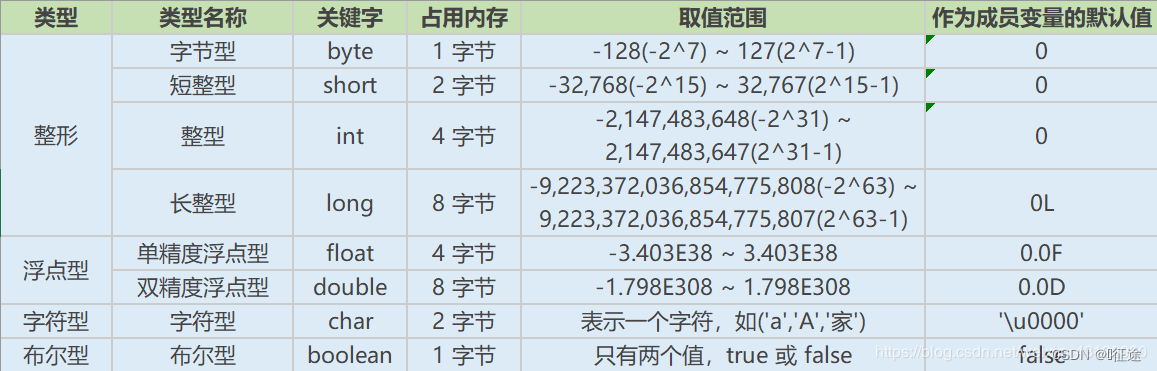 类型 类型名称 关键字 占用内存 取值范围 作为成员变量的默认值
整形 字节型 byte 1 字节 -128(-2^7) ~ 127(2^7-1) 0
短整型 short 2 字节 -32,768(-2^15) ~ 32,767(2^15-1) 0
整型 int 4 字节 -2,147,483,648(-2^31) ~
2,147,483,647(2^31-1) 0
长整型 long 8 字节 -9,223,372,036,854,775,808(-2^63) ~
9,223,372,036,854,775,807(2^63-1) 0L
浮点型 单精度浮点型 float 4 字节 -3.403E38 ~ 3.403E38 0.0F
双精度浮点型 double 8 字节 -1.798E308 ~ 1.798E308 0.0D
字符型 字符型 char 2 字节 表示一个字符，如('a','A','家') '\u0000'
布尔型 布尔型 boolean 1 字节 只有两个值，true 或 false false
CSDN @征途